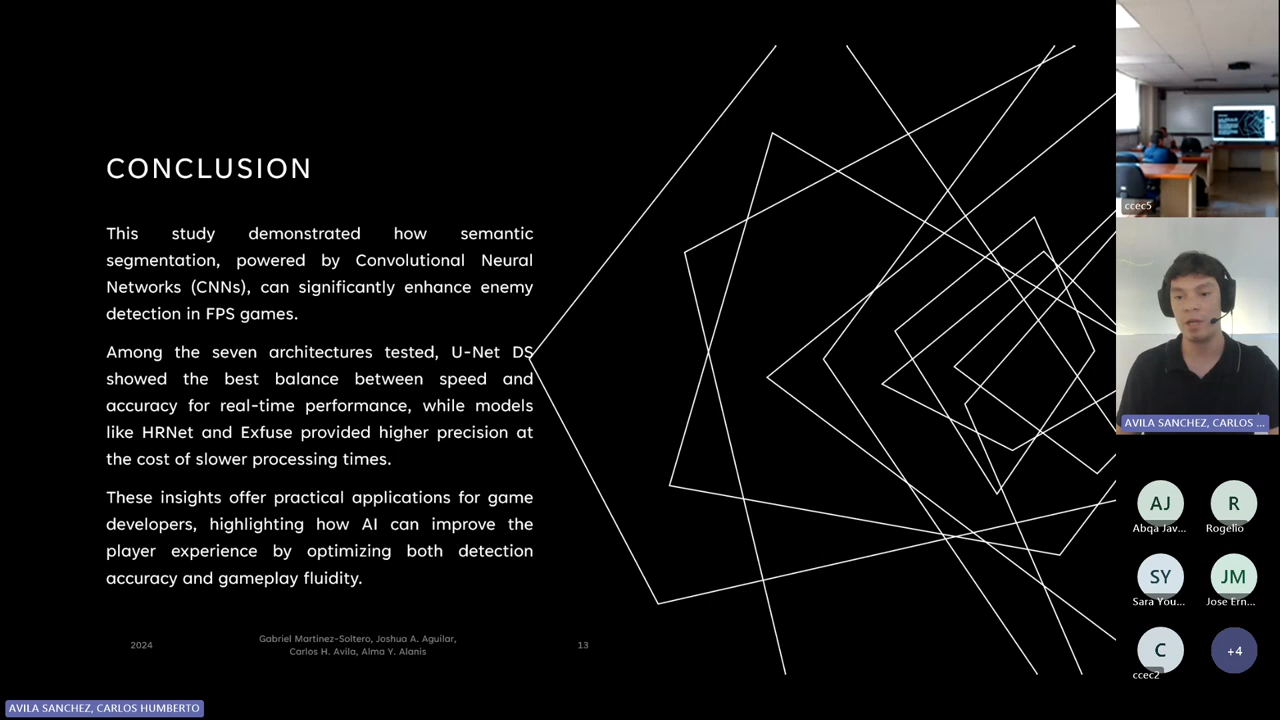 CONCLUSION
This study demonstrated how semantic
segmentation, powered by Convolutional Neural
Networks (CNNs), can significantly enhance enemy
detection in FPS games.
Among the seven architectures tested, U-Net DS
showed the best balance between speed and
accuracy for real-time performance, while models
like HRNet and Exfuse provided higher precision at
the cost of slower processing times.
These insights offer practical applications for game
developers, highlighting how AI can improve the
player experience by optimizing both detection
accuracy and gameplay fluidity.
2024
Gabriel Martinez-Soltero, Joshua A. Aguilar,
Carlos H. Avila, Alma Y. Alanis
13
AVILA SANCHEZ, CARLOS HUMBERTO
ccec5
AVILA SANCHEZ, CARLOS ...
AJ
Abqa Jav...
R
Rogelio
SY
Sara You...
JM
Jose Ern...
C
ccec2
+4